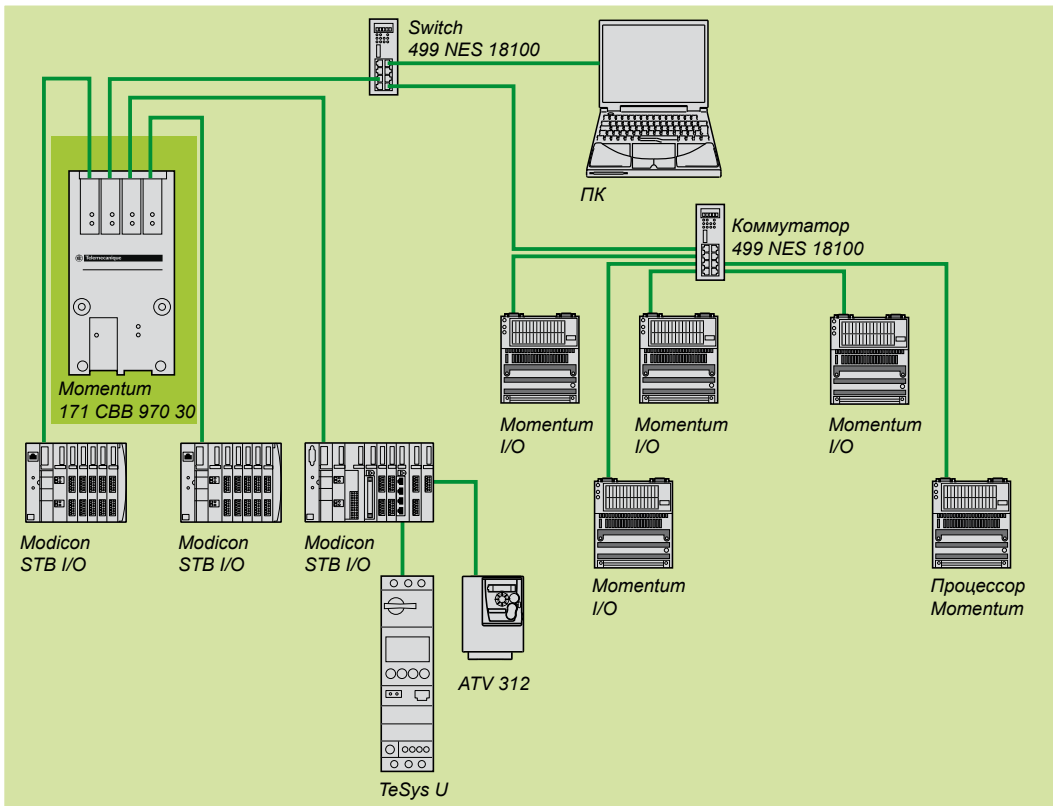 Switch
499 NES 18100
ПК
Коммутатор
499 NES 18100
Telemecanique
Momentum
171 CBB 970 30
Momentum
I/O
Momentum
I/O
Momentum
I/O
Modicon
STB I/O
Modicon
STB I/O
Modicon
STB I/O
Momentum
I/O
Процессор
Momentum
ATV 312
TeSys U